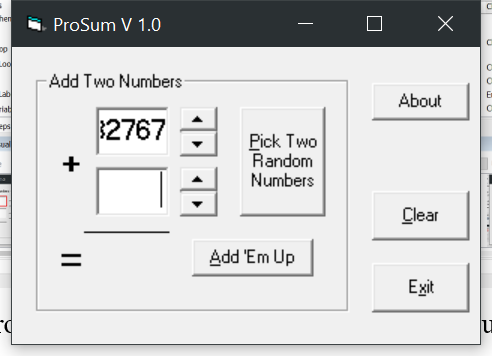 ProSum V 1.0
Add Two Numbers
32767
+
=
Pick Two
Random
Numbers
Add 'Em Up
About
Clear
Exit